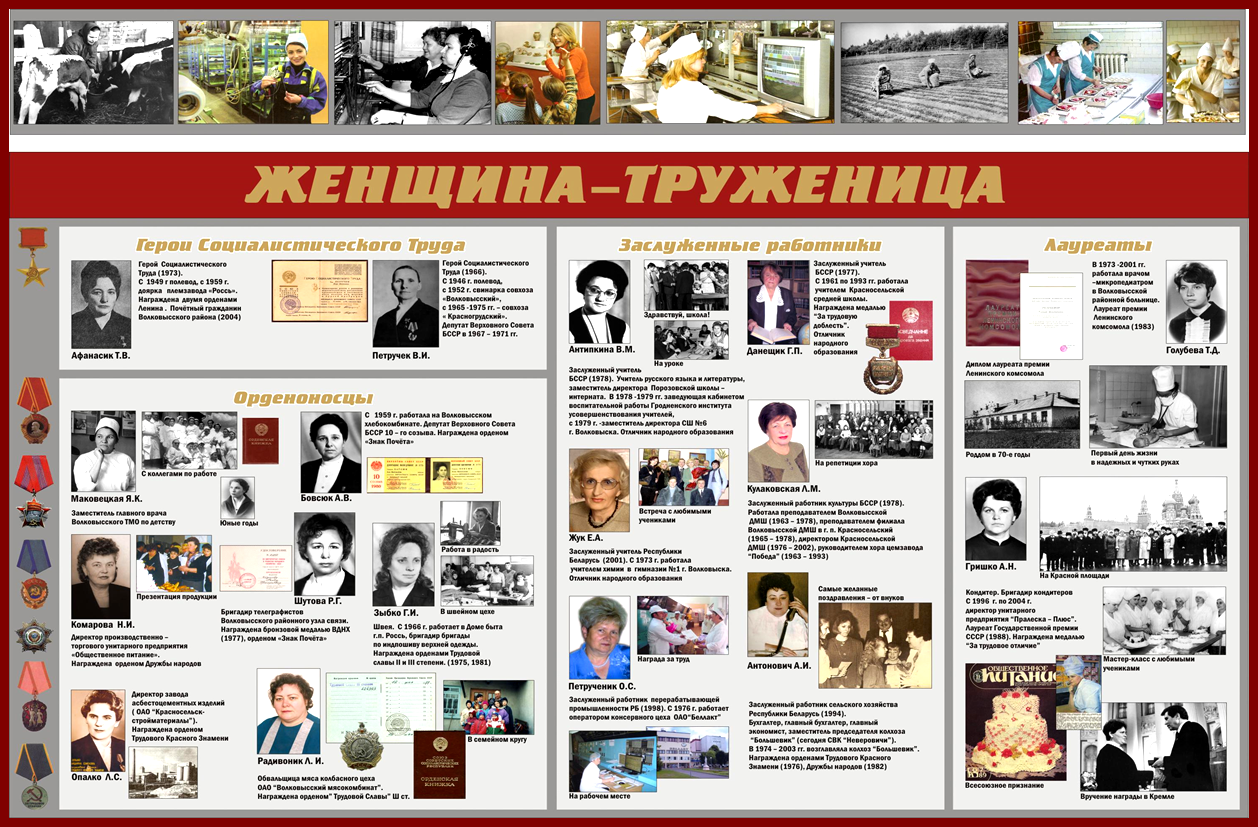 ЖЕНЩИНА–ТРУЖЕНИЦА
Герои Социалистического Труда
Герой Социалистического
Труда (1973).
С 1949 г полевод, с 1959 г.
доярка племзавода «Россь».
Награждена двумя орденами
Ленина . Почётный гражданин
Волковысского района (2004)
Афанасик Т.В.
Герой Социалистического
Труда (1966).
С 1946 г. полевод,
с 1952 г. свинарка совхоза
«Волковысский»,
с 1965 -1975 гг. – совхоза
« Красногрудский».
Депутат Верховного Совета
БССР в 1967 – 1971 гг.
Петручек В.И.
Орденоносцы
С коллегами по работе
Маковецкая Я.К.
Заместитель главного врача
Волковысского ТМО по детству
Юные годы
С 1959 г. работала на Волковысском
хлебокомбинате. Депутат Верховного Совета
БССР 10 – го созыва. Награждена орденом
«Знак Почёта»
Бовсюк А.В.
Презентация продукции
Комарова Н.И.
Директор производственно –
торгового унитарного предприятия
«Общественное питание».
Награждена орденом Дружбы народов
Шутова Р.Г.
Бригадир телеграфистов
Волковысского районного узла связи.
Награждена бронзовой медалью ВДНХ
(1977), орденом «Знак Почёта»
Работа в радость
Зыбко Г.И.
В швейном цехе
Швея. С 1966 г. работает в Доме быта
г.п. Россь, бригадир бригады
по индпошиву верхней одежды.
Награждена орденами Трудовой
славы II и III степени. (1975, 1981)
Директор завода
асбестоцементных изделий
( ОАО “Красносельск-
стройматериалы”).
Награждена орденом
Трудового Красного Знамени
Опалко Л.С.
Радивоник Л. И.
В семейном кругу
Обвальщица мяса колбасного цеха
ОАО “Волковысский мясокомбинат”.
Награждена орденом” Трудовой Славы” Ш ст.
ОРДЕНСКАЯ
КНИЖКА
Заслуженные работники
Антипкина В.М.
Здравствуй, школа!
На уроке
Заслуженный учитель
БССР (1978). Учитель русского языка и литературы,
заместитель директора Порозовской школы –
интерната. В 1978 -1979 гг. заведующая кабинетом
воспитательной работы Гродненского института
усовершенствования учителей,
с 1979 г. -заместитель директора СШ №6
г. Волковыска. Отличник народного образования
Данещик Г.П.
Заслуженный учитель
БССР (1977).
С 1961 по 1993 гг. работала
учителем Красносельской
средней школы.
Награждена медалью
“За трудовую
доблесть”.
Отличник
народного
образования
Жук Е.А.
Встреча с любимыми
учениками
Заслуженный учитель Республики
Беларусь (2001). С 1973 г. работала
учителем химии в гимназии №1 г. Волковыска.
Отличник народного образования
На репетиции хора
Кулаковская Л.М.
Заслуженный работник культуры БССР (1978).
Работала преподавателем Волковысской
ДМШ (1963 – 1978), преподавателем филиала
Волковысской ДМШ в г. п. Красносельский
(1965 – 1978), директором Красносельской
ДМШ (1976 – 2002), руководителем хора цемзавода
“Победа” (1963 – 1993)
Петрученик О.С.
Награда за труд
Заслуженный работник перерабатывающей
промышленности РБ (1998). С 1976 г. работает
оператором консервного цеха ОАО“Беллакт”
На рабочем месте
Самые желанные
поздравления – от внуков
Антонович А.И.
Заслуженный работник сельского хозяйства
Республики Беларусь (1994).
Бухгалтер, главный бухгалтер, главный
экономист, заместитель председателя колхоза
“Большевик” (сегодня СВК “Неверовичи”).
В 1974 – 2003 гг. возглавляла колхоз “Большевик”.
Награждена орденами Трудового Красного
Знамени (1976), Дружбы народов (1982)
Лауреаты
Диплом лауреата премии
Ленинского комсомола
В 1973 -2001 гг.
работала врачом
–микропедиатром
в Волковысской
районной больнице.
Лауреат премии
Ленинского
комсомола (1983)
Голубева Т.Д.
Роддом в 70-е годы
Первый день жизни
в надежных и чутких руках
Гришко А.Н.
На Красной площади
Кондитер. Бригадир кондитеров
С 1996 г. по 2004 г.
директор унитарного
предприятия “Пралеска – Плюс”.
Лауреат Государственной премии
СССР (1988). Награждена медалью
“За трудовое отличие”
Мастер-класс с любимыми
учениками
ОБЩЕСТВЕННОЕ
Всесоюзное признание
Вручение награды в Кремле